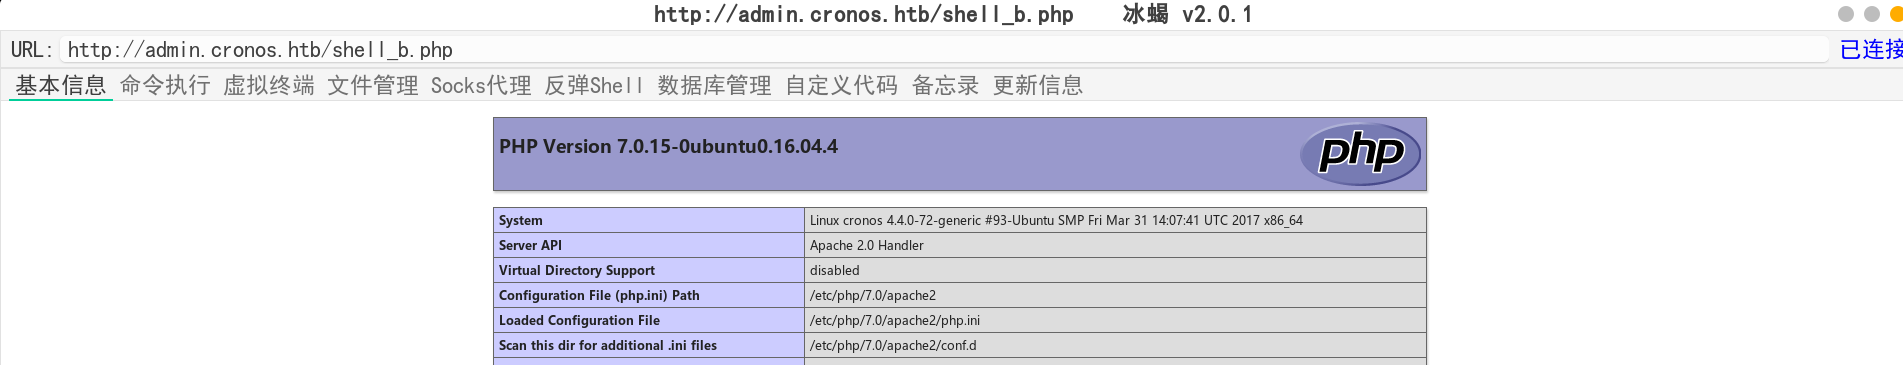 http://admin.cronos.htb/shell_b.php 冰蝎 v2.0.1
URL: http://admin.cronos.htb/shell_b.php 已连接
基本信息 命令执行 虚拟终端 文件管理 Socks代理 反弹Shell 数据库管理 自定义代码 备忘录 更新信息
PHP Version 7.0.15-0ubuntu0.16.04.4
php
System Linux cronos 4.4.0-72-generic #93-Ubuntu SMP Fri Mar 31 14:07:41 UTC 2017 x86_64
Server API Apache 2.0 Handler
Virtual Directory Support disabled
Configuration File (php.ini) Path /etc/php/7.0/apache2
Loaded Configuration File /etc/php/7.0/apache2/php.ini
Scan this dir for additional .ini files /etc/php/7.0/apache2/conf.d